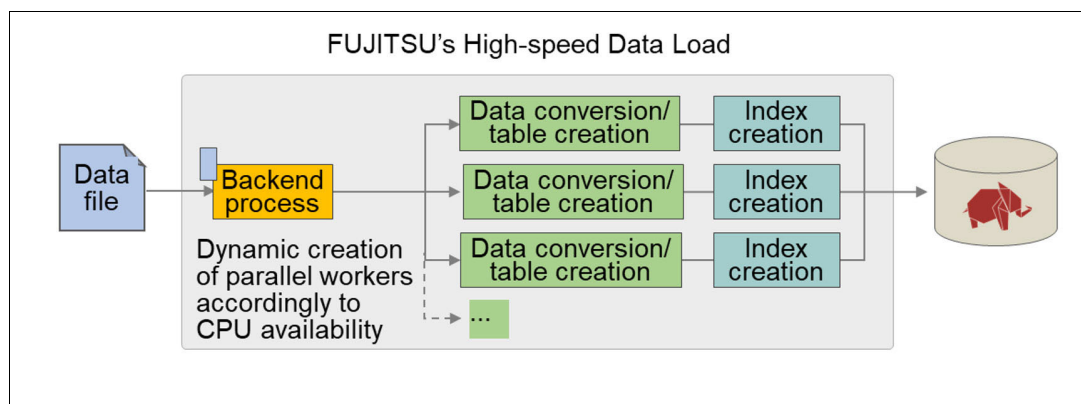 FUJITSU's High-speed Data Load
Data
file
Backend
process
Dynamic creation
of parallel workers
accordingly to
CPU availability
Data conversion/
table creation
Index
creation
Data conversion/
table creation
Index
creation
Data conversion/
table creation
Index
creation
...